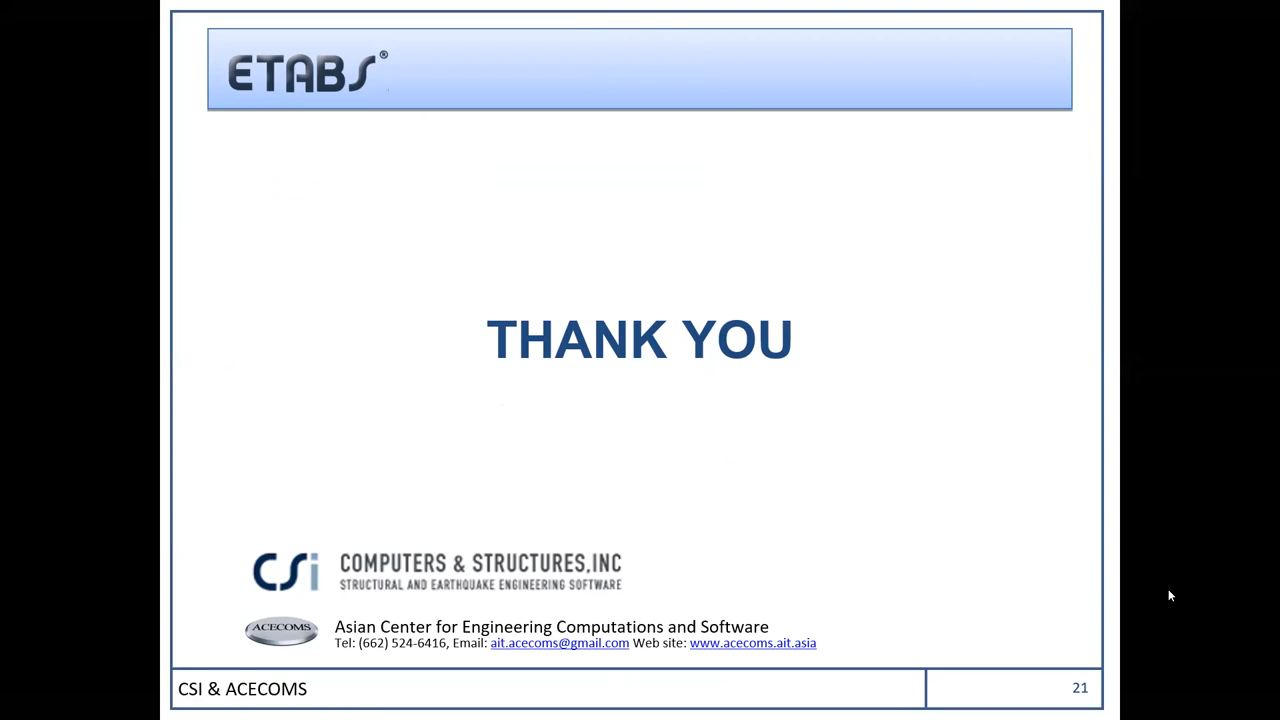 ETABS®
THANK YOU
CSi COMPUTERS & STRUCTURES,INC
STRUCTURAL AND EARTHQUAKE ENGINEERING SOFTWARE
ACECOMS
Asian Center for Engineering Computations and Software
Tel: (662) 524-6416, Email: ait.acecoms@gmail.com Web site: www.acecoms.ait.asia
CSI & ACECOMS
21